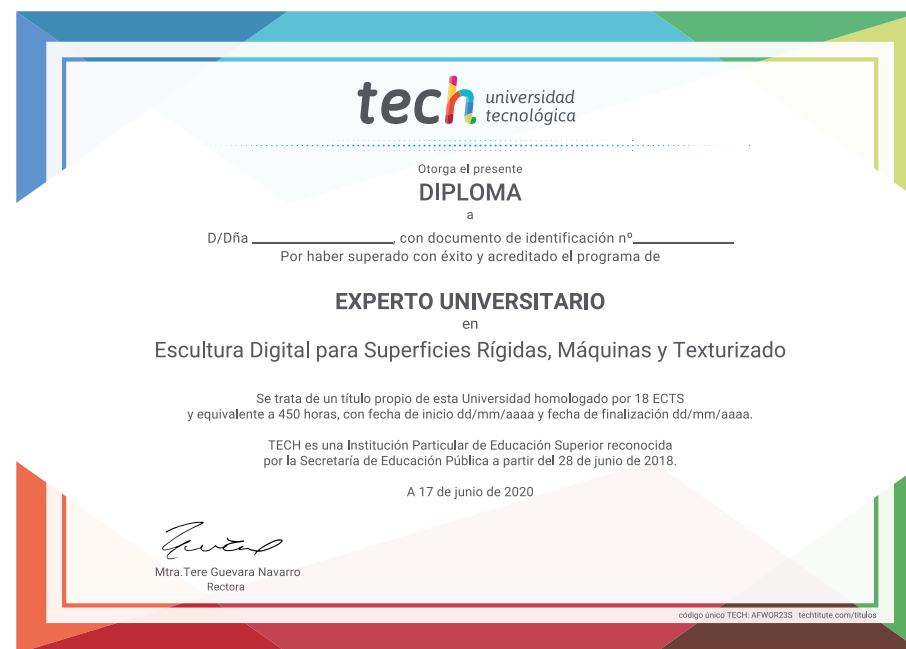 tech universidad
tecnológica
Otorga el presente
DIPLOMA
a
D/Dña ____________________, con documento de identificación nº______________
Por haber superado con éxito y acreditado el programa de
EXPERTO UNIVERSITARIO
en
Escultura Digital para Superficies Rígidas, Máquinas y Texturizado
Se trata de un título propio de esta Universidad homologado por 18 ECTS
y equivalente a 450 horas, con fecha de inicio dd/mm/aaaa y fecha de finalización dd/mm/aaaa.
TECH es una Institución Particular de Educación Superior reconocida
por la Secretaría de Educación Pública a partir del 28 de junio de 2018.
A 17 de junio de 2020
Mtra.Tere Guevara Navarro
Rectora
código único TECH: AFWOR23S techtitute.com/titulos